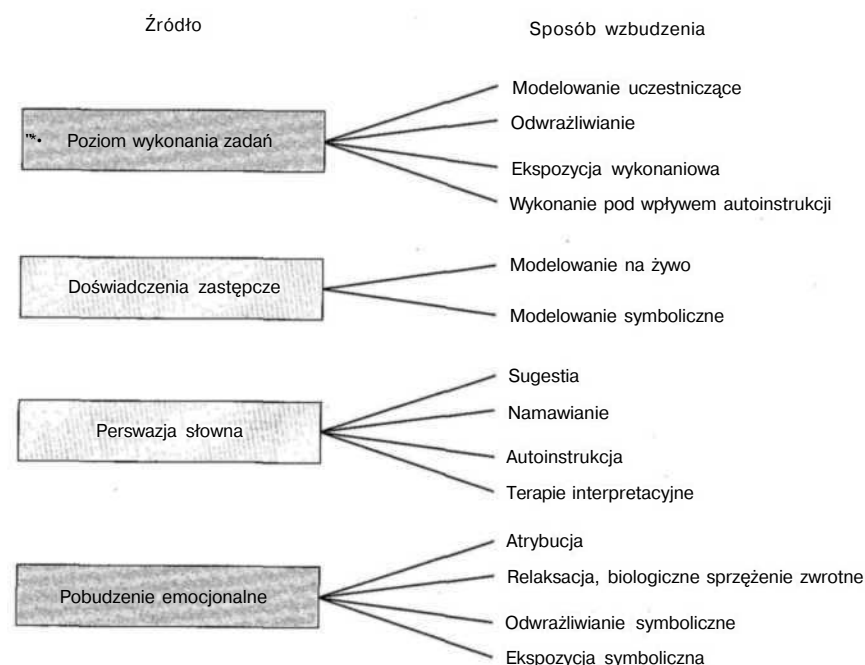 Źródło
Sposób wzbudzenia
Poziom wykonania zadań
Modelowanie uczestniczące
Odwrażliwianie
Ekspozycja wykonaniowa
Wykonanie pod wpływem autoinstrukcji
Doświadczenia zastępcze
Modelowanie na żywo
Modelowanie symboliczne
Perswazja słowna
Sugestia
Namawianie
Autoinstrukcja
Terapie interpretacyjne
Pobudzenie emocjonalne
Atrybucja
Relaksacja, biologiczne sprzężenie zwrotne
Odwrażliwianie symboliczne
Ekspozycja symboliczna